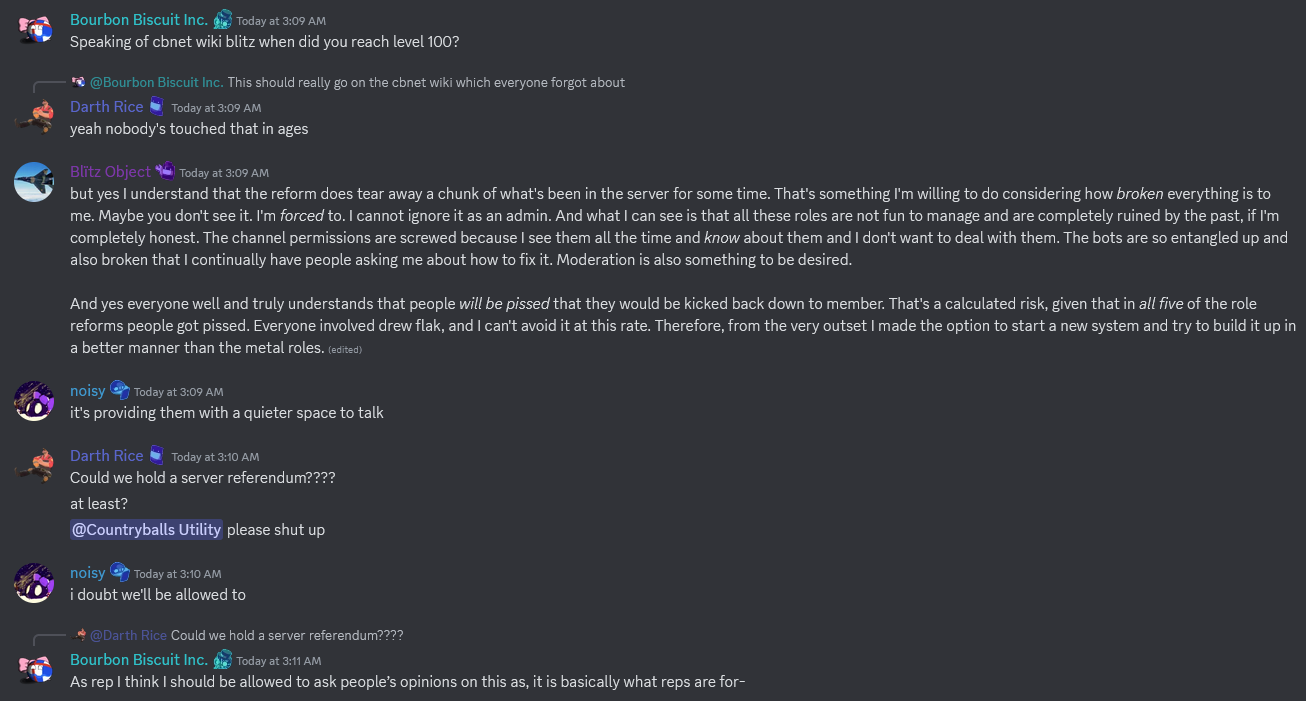 Bourbon Biscuit Inc. Today at 3:09 AM
Speaking of cbnet wiki blitz when did you reach level 100?
@Bourbon Biscuit Inc. This should really go on the cbnet wiki which everyone forgot about
Darth Rice Today at 3:09 AM
yeah nobody's touched that in ages
Blïtz Object Today at 3:09 AM
but yes I understand that the reform does tear away a chunk of what's been in the server for some time. That's something I'm willing to do considering how broken everything is to
me. Maybe you don't see it. I'm forced to. I cannot ignore it as an admin. And what I can see is that all these roles are not fun to manage and are completely ruined by the past, if I'm
completely honest. The channel permissions are screwed because I see them all the time and know about them and I don't want to deal with them. The bots are so entangled up and
also broken that I continually have people asking me about how to fix it. Moderation is also something to be desired.
And yes everyone well and truly understands that people will be pissed that they would be kicked back down to member. That's a calculated risk, given that in all five of the role
reforms people got pissed. Everyone involved drew flak, and I can't avoid it at this rate. Therefore, from the very outset I made the option to start a new system and try to build it up in
a better manner than the metal roles. (edited)
noisy Today at 3:09 AM
it's providing them with a quieter space to talk
Darth Rice Today at 3:10 AM
Could we hold a server referendum????
at least?
@Countryballs Utility please shut up
noisy Today at 3:10 AM
i doubt we'll be allowed to
@Darth Rice Could we hold a server referendum????
Bourbon Biscuit Inc. Today at 3:11 AM
As rep I think I should be allowed to ask people's opinions on this as, it is basically what reps are for-